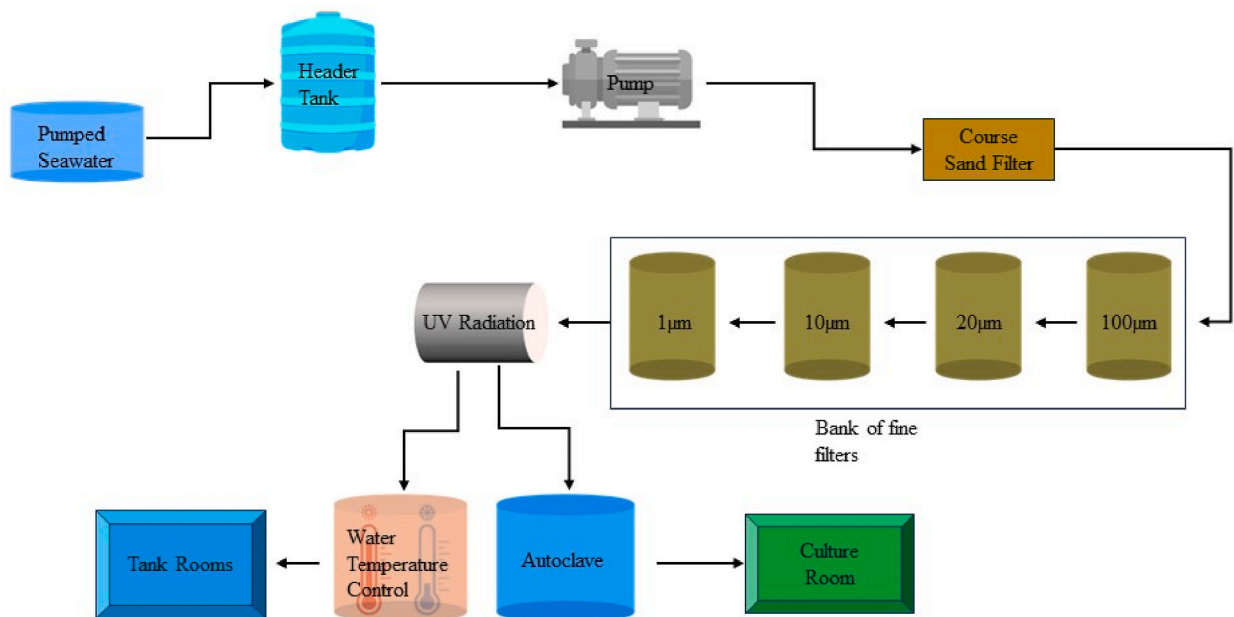 Pumped
Seawater
Header
Tank
Pump
Course
Sand Filter
100µm
20µm
10µm
1µm
Bank of fine
filters
UV Radiation
Water
Temperature
Control
Tank Rooms
Autoclave
Culture
Room